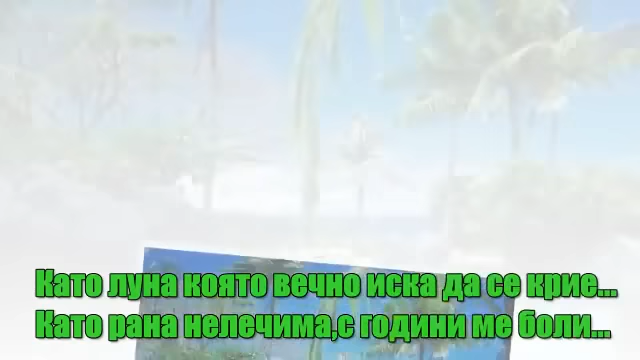 Като луна която вечно иска да се крие...
Като рана нелечима,с години ме боли...